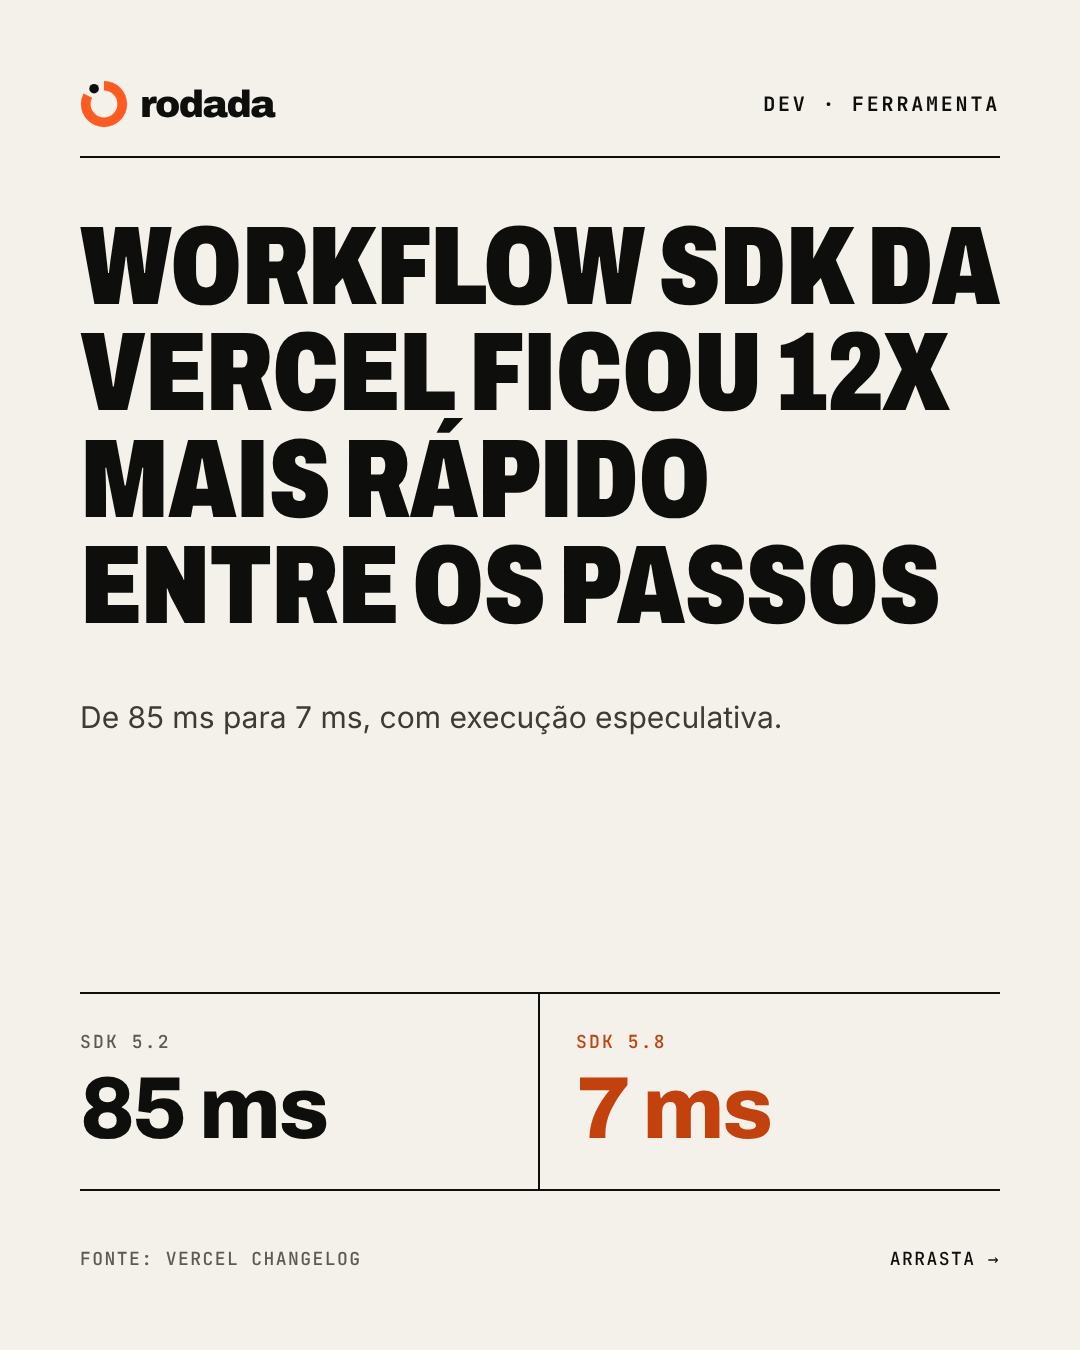 rodada
DEV · FERRAMENTA
WORKFLOW SDK DA
VERCEL FICOU 12X
MAIS RÁPIDO
ENTRE OS PASSOS
De 85 ms para 7 ms, com execução especulativa.
SDK 5.2
85 ms
SDK 5.8
7 ms
FONTE: VERCEL CHANGELOG
ARRASTA →